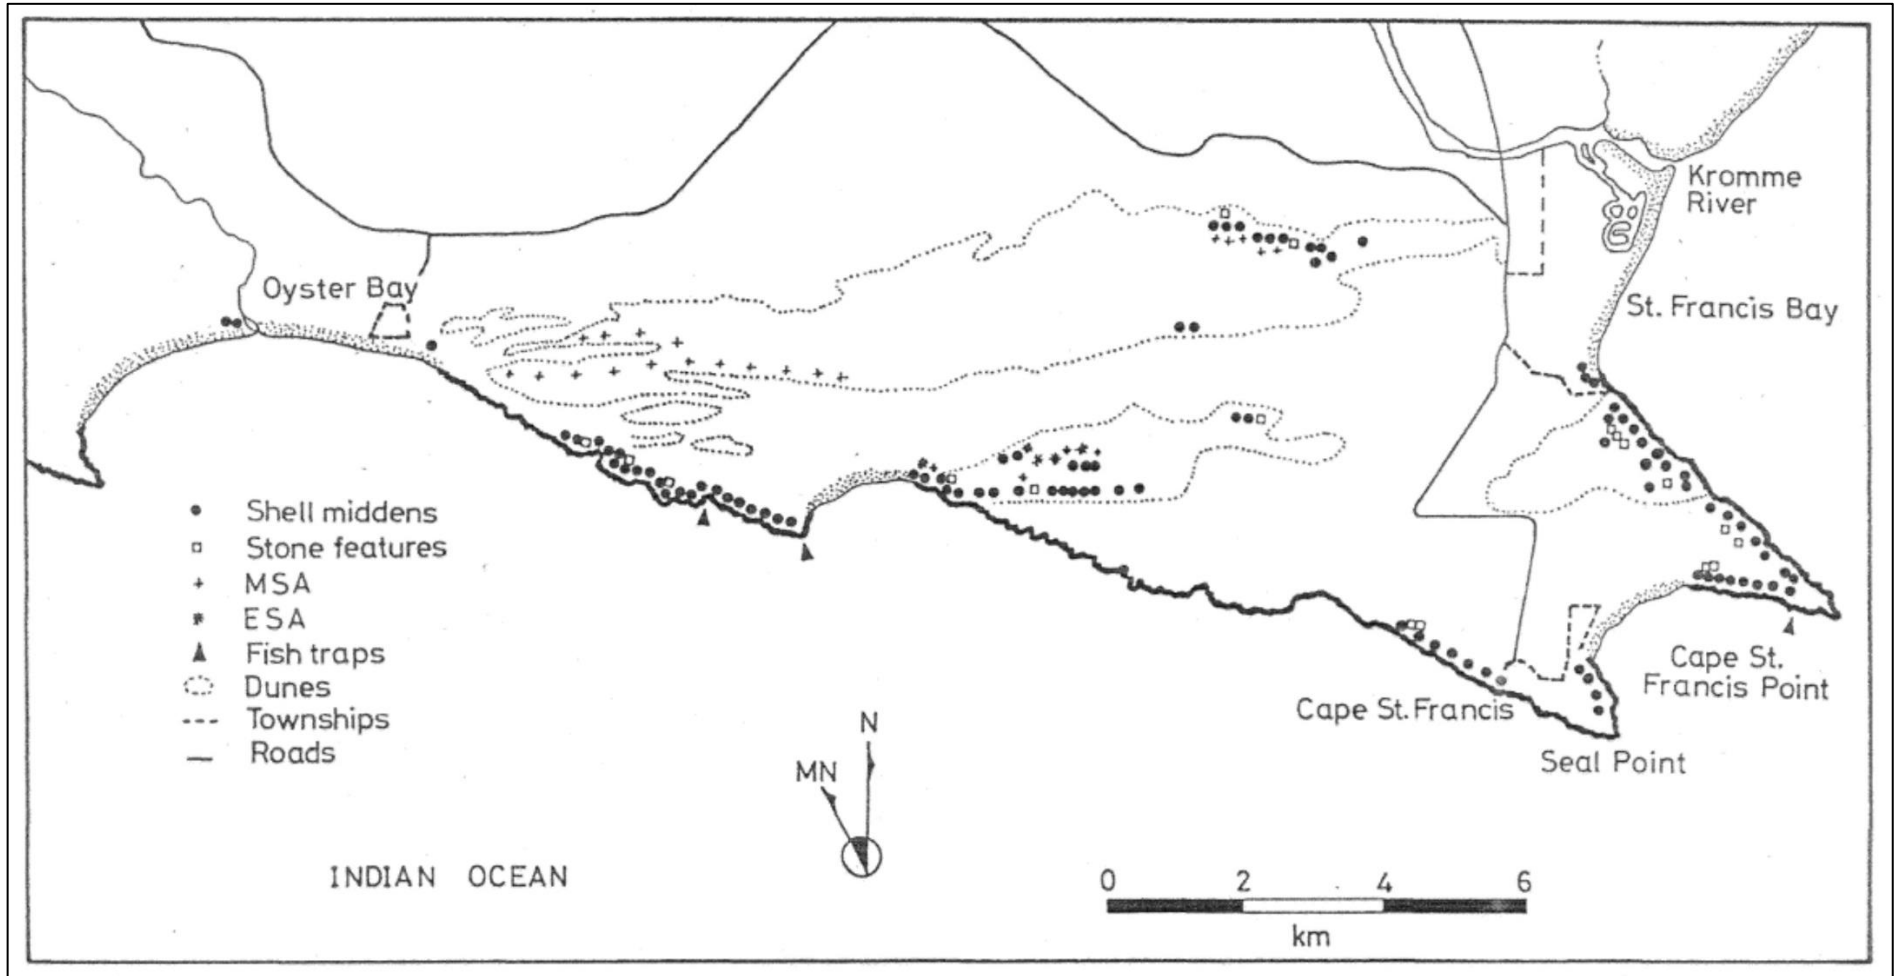 Kromme
River
Oyster Bay
St. Francis Bay
Shell middens
Stone features
MSA
ESA
Fish traps
Dunes
Townships
Roads
Cape St.
Francis Point
Cape St. Francis
Seal Point
N
MN
INDIAN OCEAN
0 2 4 6
km